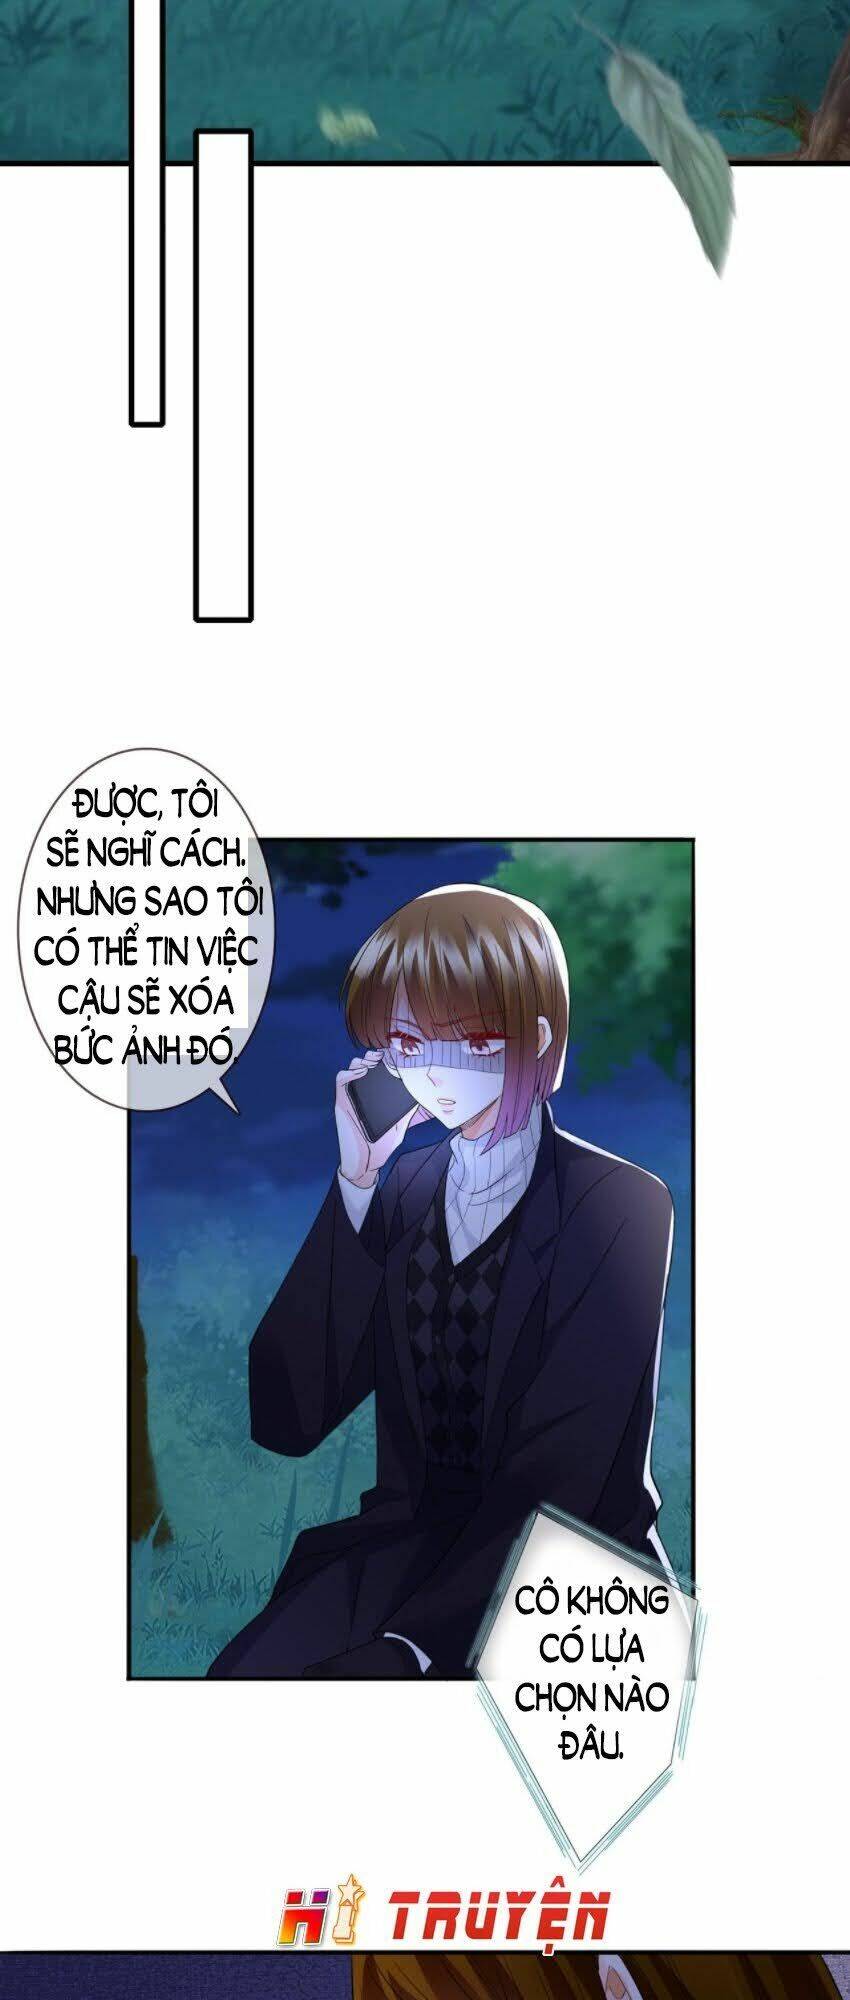 ĐƯỢC, TÔI
SẼ NGHĨ CÁCH.
NHƯNG SAO TÔI
CÓ THỂ TIN VIỆC
CẬU SẼ XÓA
BỨC ẢNH ĐÓ.
CÔ KHÔNG
CÓ LỰA
CHỌN NÀO
ĐÂU.
HI TRUYỆN